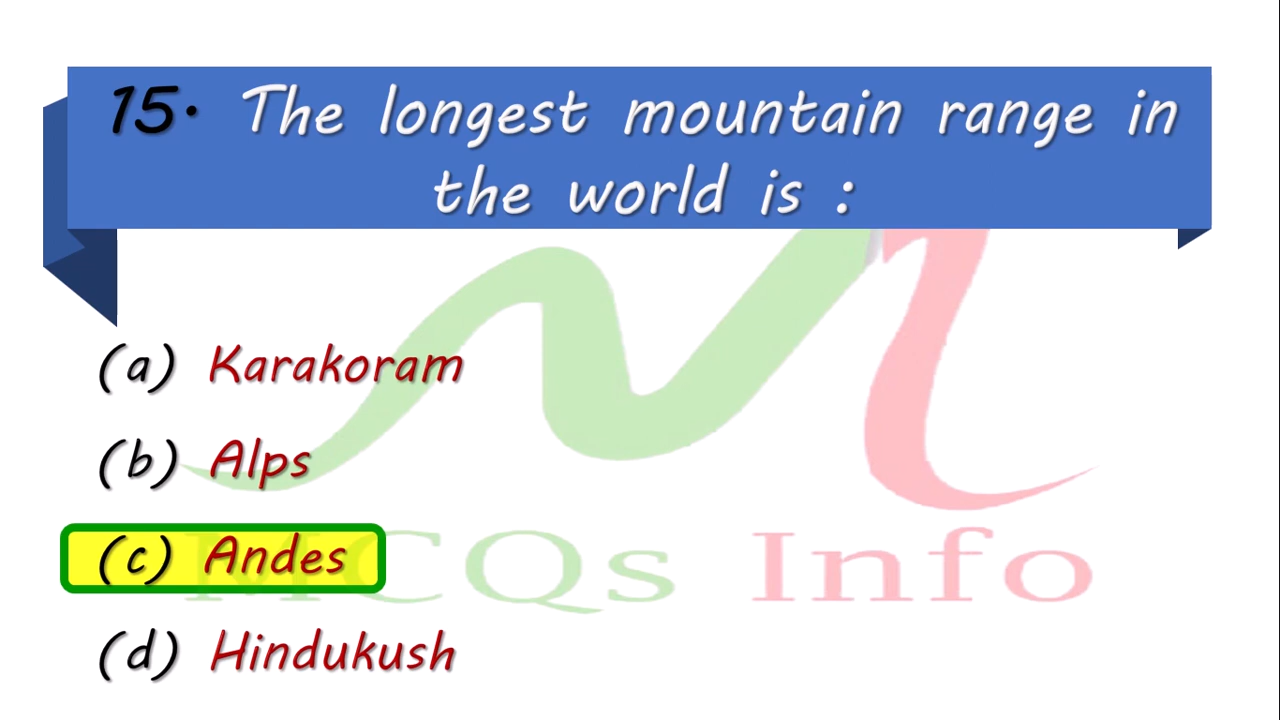 15. The longest mountain range in
the world is :
(a) Karakoram
(b) Alps
(c) Andes
(d) Hindukush
MCQs Info